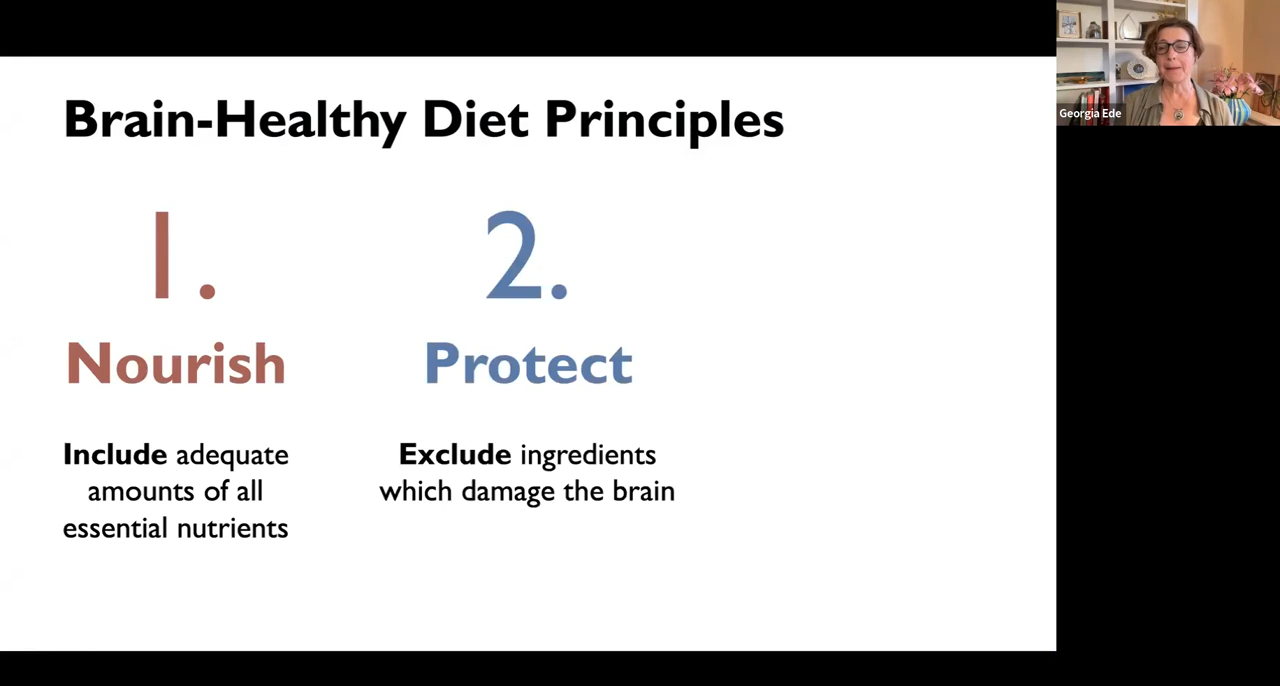 Brain-Healthy Diet Principles
1.
Nourish
Include adequate
amounts of all
essential nutrients
2.
Protect
Exclude ingredients
which damage the brain
Georgia Ede